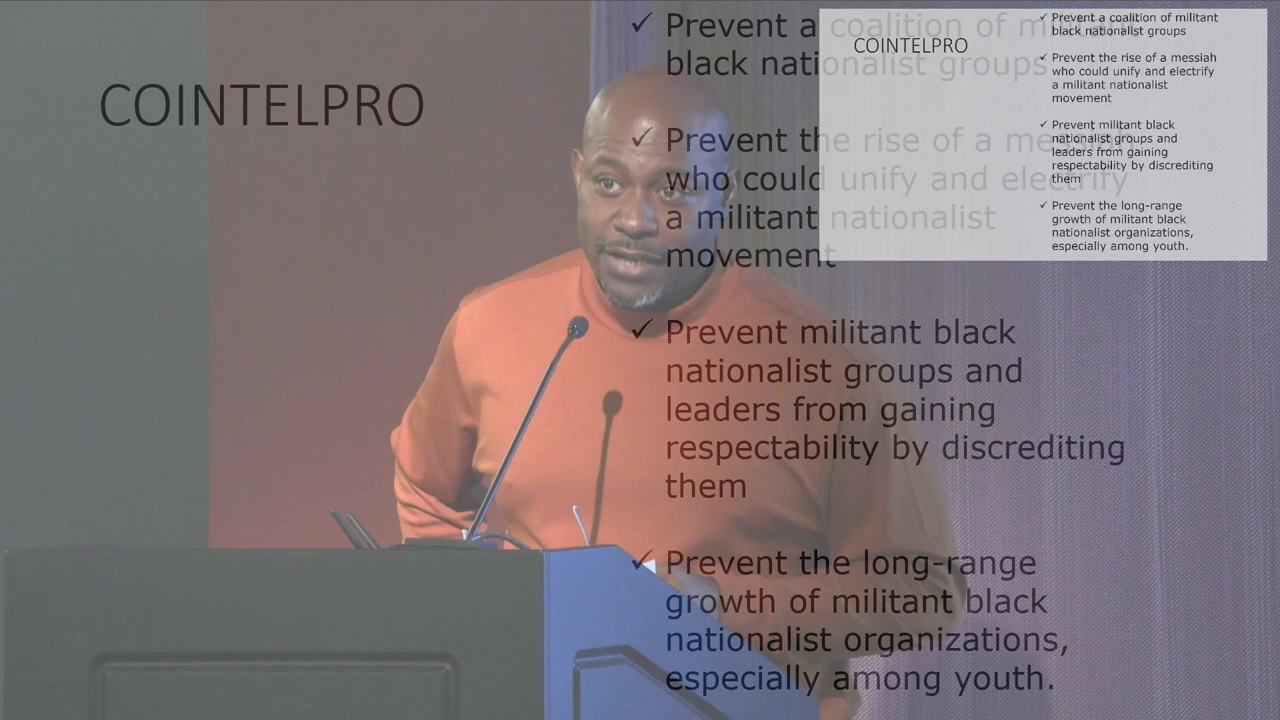 COINTELPRO
✓ Prevent a coalition of militant
black nationalist groups
✓ Prevent the rise of a messiah
who could unify and electrify
a militant nationalist
movement
✓ Prevent militant black
nationalist groups and
leaders from gaining
respectability by discrediting
them
✓ Prevent the long-range
growth of militant black
nationalist organizations,
especially among youth.
COINTELPRO
✓ Prevent a coalition of militant
black nationalist groups
✓ Prevent the rise of a messiah
who could unify and electrify
a militant nationalist
movement
✓ Prevent militant black
nationalist groups and
leaders from gaining
respectability by discrediting
them
✓ Prevent the long-range
growth of militant black
nationalist organizations,
especially among youth.